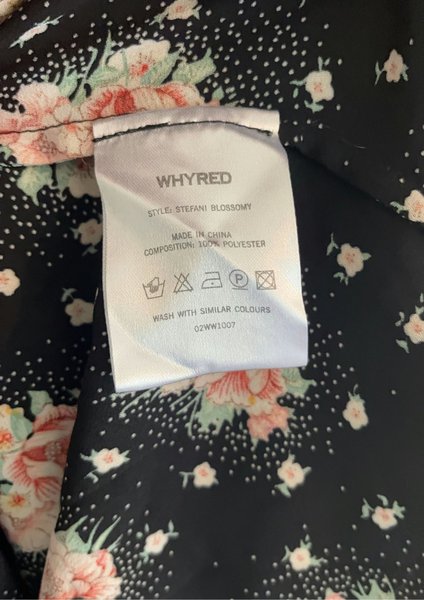 WHYRED
STYLE: STEFANI BLOSSOMY
MADE IN CHINA
COMPOSITION: 100% POLYESTER
WASH WITH SIMILAR COLOURS
02WW1007